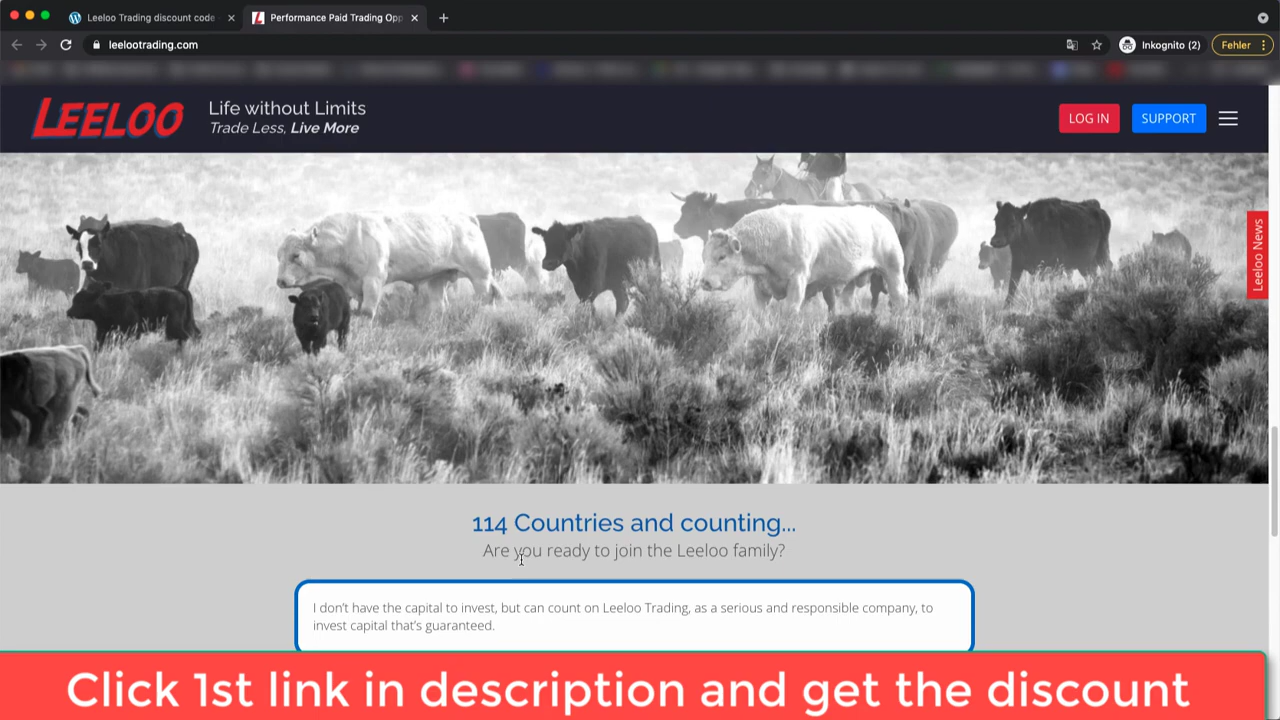 Leeloo Trading discount code
Performance Paid Trading Opp
leelootrading.com
Inkognito (2)
Fehler
LEELOO
Life without Limits
Trade Less, Live More
LOG IN
SUPPORT
Leeloo News
114 Countries and counting...
Are you ready to join the Leeloo family?
I don't have the capital to invest, but can count on Leeloo Trading, as a serious and responsible company, to
invest capital that's guaranteed.
Click 1st link in description and get the discount